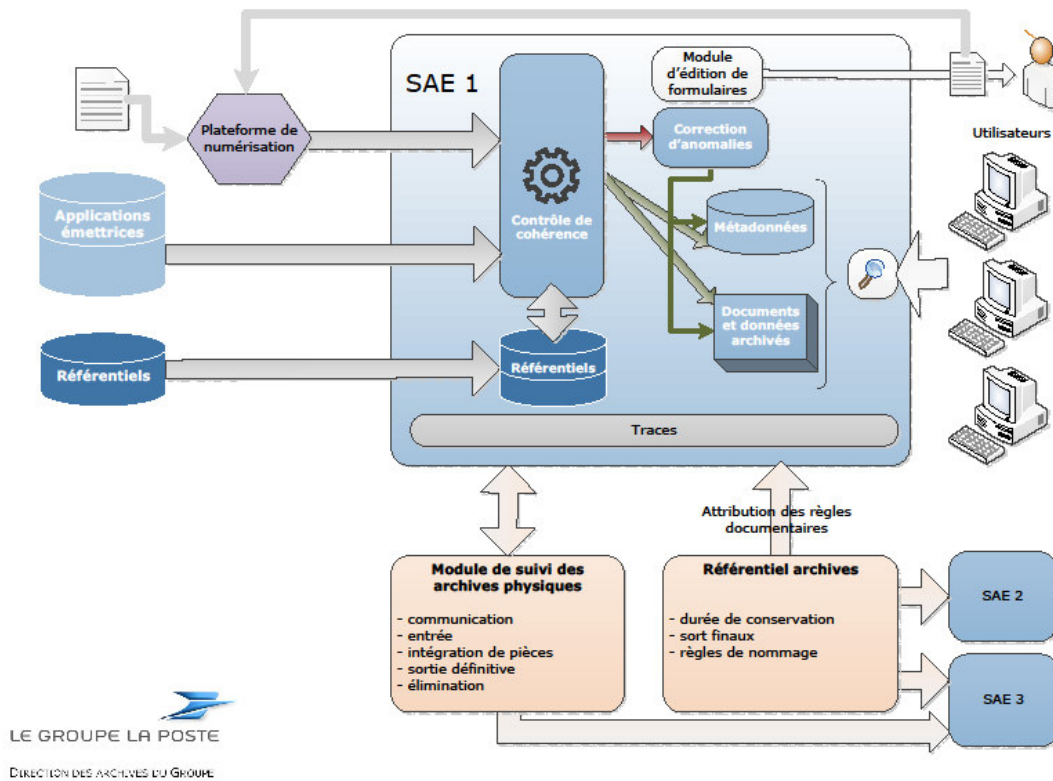 SAE 1
Module
d'édition de
formulaires
Plateforme de
numérisation
Correction
d'anomalies
Utilisateurs
Applications
émettrices
Contrôle de
cohérence
Métadonnées
Documents
et données
archivés
Référentiels
Référentiels
Traces
Attribution des règles
documentaires
Module de suivi des
archives physiques
- communication
- entrée
- intégration de pièces
- sortie définitive
- élimination
Référentiel archives
- durée de conservation
- sort finaux
- règles de nommage
SAE 2
SAE 3
LE GROUPE LA POSTE
DIRECTION DES ARCHIVES DU GROUPE